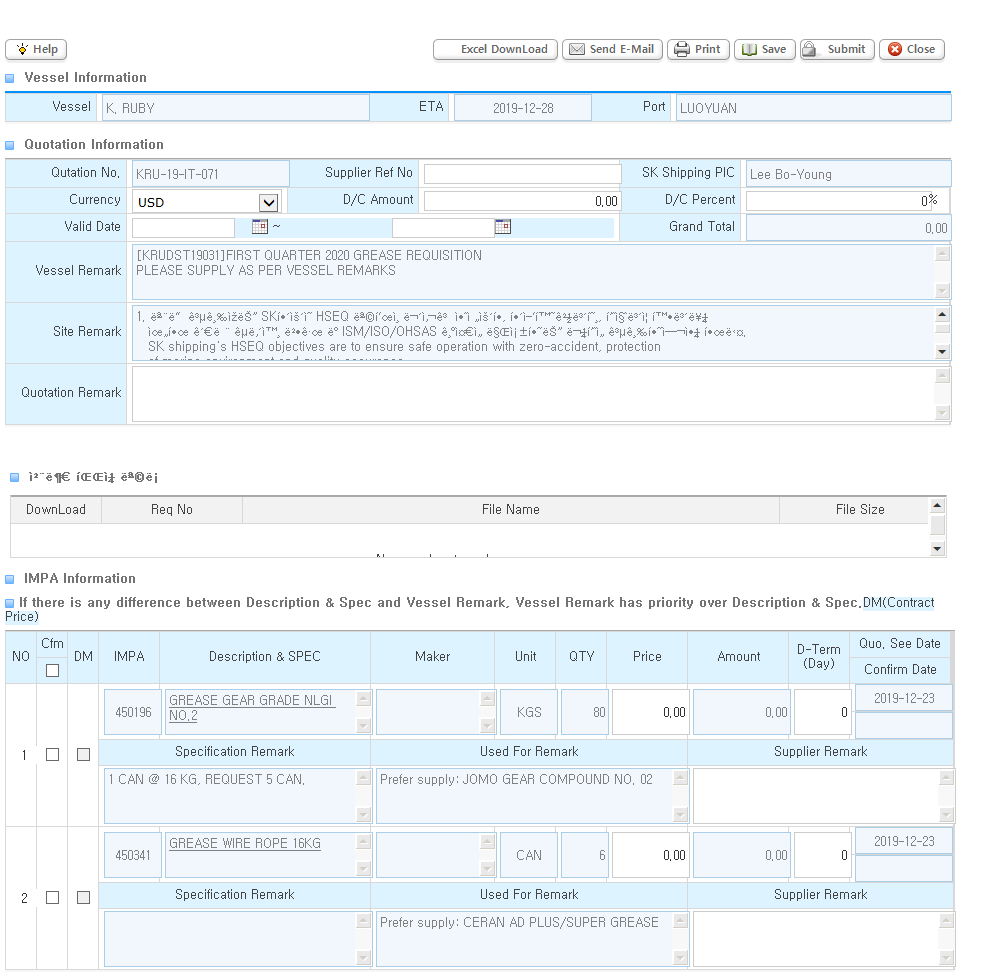 Help
Excel DownLoad
Send E-Mail
Print
Save
Submit
Close
Vessel Information
Vessel K. RUBY ETA 2019-12-28 Port LUOYUAN
Quotation Information
Qutation No. KRU-19-IT-071 Supplier Ref No SK Shipping PIC Lee Bo-Young
Currency USD D/C Amount 0.00 D/C Percent 0%
Valid Date ~ Grand Total 0.00
Vessel Remark
[KRUDST19031]FIRST QUARTER 2020 GREASE REQUISITION
PLEASE SUPPLY AS PER VESSEL REMARKS
Site Remark
1. HSEQ
ISM/ISO/OHSAS
SK shipping's HSEQ objectives are to ensure safe operation with zero-accident, protection
Quotation Remark
DownLoad Req No File Name File Size
IMPA Information
If there is any difference between Description & Spec and Vessel Remark, Vessel Remark has priority over Description & Spec.DM(Contract
Price)
NO Cfm DM IMPA Description & SPEC Maker Unit QTY Price Amount D-Term
(Day) Quo. See Date
Confirm Date
1 450196 GREASE GEAR GRADE NLGI
NO.2 KGS 80 0.00 0.00 0 2019-12-23
Specification Remark Used For Remark Supplier Remark
1 CAN @ 16 KG, REQUEST 5 CAN. Prefer supply: JOMO GEAR COMPOUND NO. 02
2 450341 GREASE WIRE ROPE 16KG CAN 6 0.00 0.00 0 2019-12-23
Specification Remark Used For Remark Supplier Remark
Prefer supply: CERAN AD PLUS/SUPER GREASE